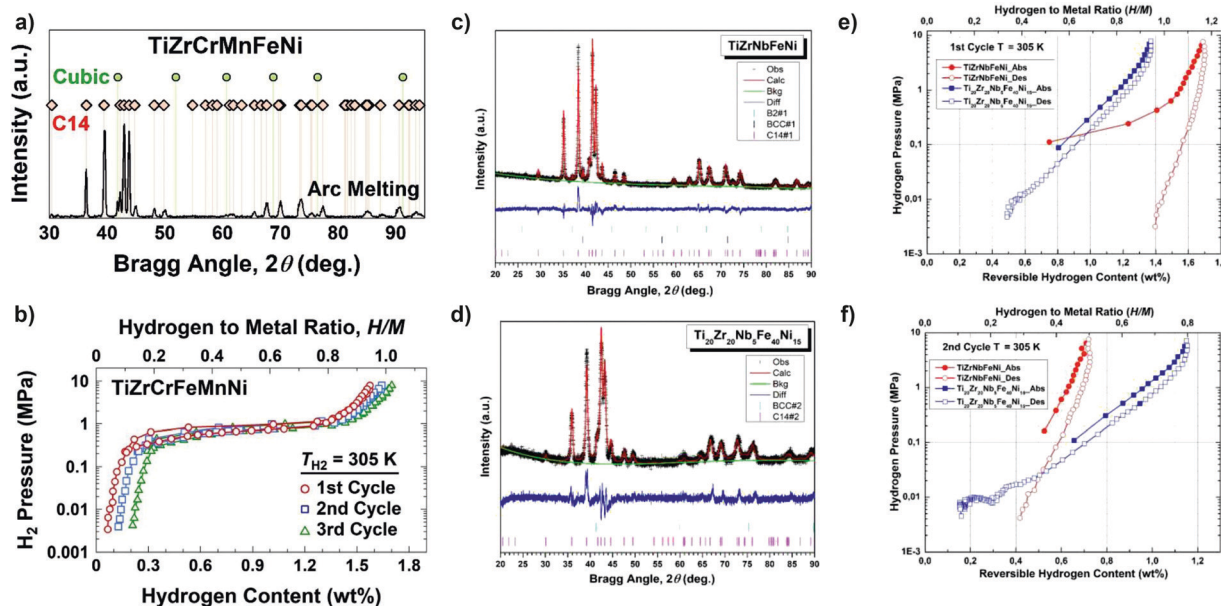 a)
TiZrCrMnFeNi
Cubic
C14
Arc Melting
Intensity (a.u.)
30 40 50 60 70 80 90
Bragg Angle, 2θ (deg.)
b)
Hydrogen to Metal Ratio, H/M
0 0.2 0.4 0.6 0.8 1.0
TiZrCrFeMnNi
H2 Pressure (MPa)
10
1
0.1
0.01
0.001
TH2 = 305 K
1st Cycle
2nd Cycle
3rd Cycle
0 0.3 0.6 0.9 1.2 1.5 1.8
Hydrogen Content (wt%)
c)
TiZrNbFeNi
Obs
Calc
Bkg
Diff
B2#1
BCC#1
C14#1
Intensity (a.u.)
20 25 30 35 40 45 50 55 60 65 70 75 80 85 90
Bragg Angle, 2θ (deg.)
d)
Ti20Zr20Nb5Fe40Ni15
Obs
Calc
Bkg
Diff
BCC#2
C14#2
Intensity (a.u.)
20 25 30 35 40 45 50 55 60 65 70 75 80 85 90
Bragg Angle, 2θ (deg.)
e)
Hydrogen to Metal Ratio (H/M)
0,0 0,2 0,4 0,6 0,8 1,0 1,2
1st Cycle T = 305 K
TiZrNbFeNi_Abs
TiZrNbFeNi_Des
Hydrogen Pressure (MPa)
10
1
0,1
0,01
1E-3
0,0 0,2 0,4 0,6 0,8 1,0 1,2 1,4 1,6
Reversible Hydrogen Content (wt%)
f)
Hydrogen to Metal Ratio (H/M)
0,0 0,2 0,4 0,6 0,8
2nd Cycle T = 305 K
TiZrNbFeNi_Abs
TiZrNbFeNi_Des
Hydrogen Pressure (MPa)
10
1
0,1
0,01
1E-3
0,0 0,2 0,4 0,6 0,8 1,0 1,2
Reversible Hydrogen Content (wt%)